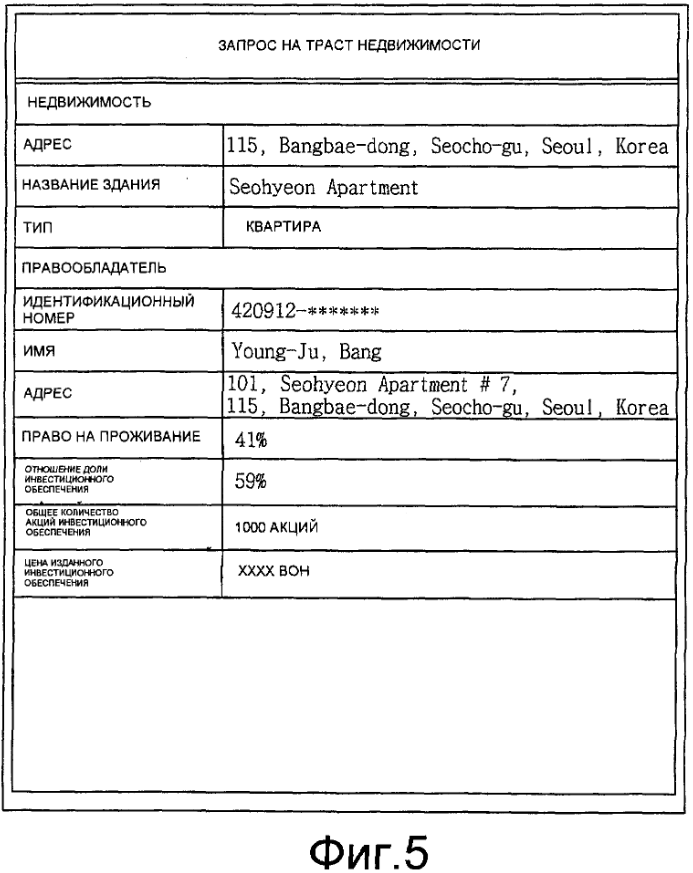 ЗАПРОС НА ТРАСТ НЕДВИЖИМОСТИ
НЕДВИЖИМОСТЬ
АДРЕС
115, Bangbae-dong, Seocho-gu, Seoul, Korea
НАЗВАНИЕ ЗДАНИЯ
Seohyeon Apartment
ТИП
КВАРТИРА
ПРАВООБЛАДАТЕЛЬ
ИДЕНТИФИКАЦИОННЫЙ
НОМЕР
420912-*******
ИМЯ
Young-Ju, Bang
АДРЕС
101, Seohyeon Apartment # 7,
115, Bangbae-dong, Seocho-gu, Seoul, Korea
ПРАВО НА ПРОЖИВАНИЕ
41%
ОТНОШЕНИЕ ДОЛИ
ИНВЕСТИЦИОННОГО
ОБЕСПЕЧЕНИЯ
59%
ОБЩЕЕ КОЛИЧЕСТВО
АКЦИЙ ИНВЕСТИЦИОННОГО
ОБЕСПЕЧЕНИЯ
1000 АКЦИЙ
ЦЕНА ИЗДАННОГО
ИНВЕСТИЦИОННОГО
ОБЕСПЕЧЕНИЯ
XXXX ВОН
Фиг.5